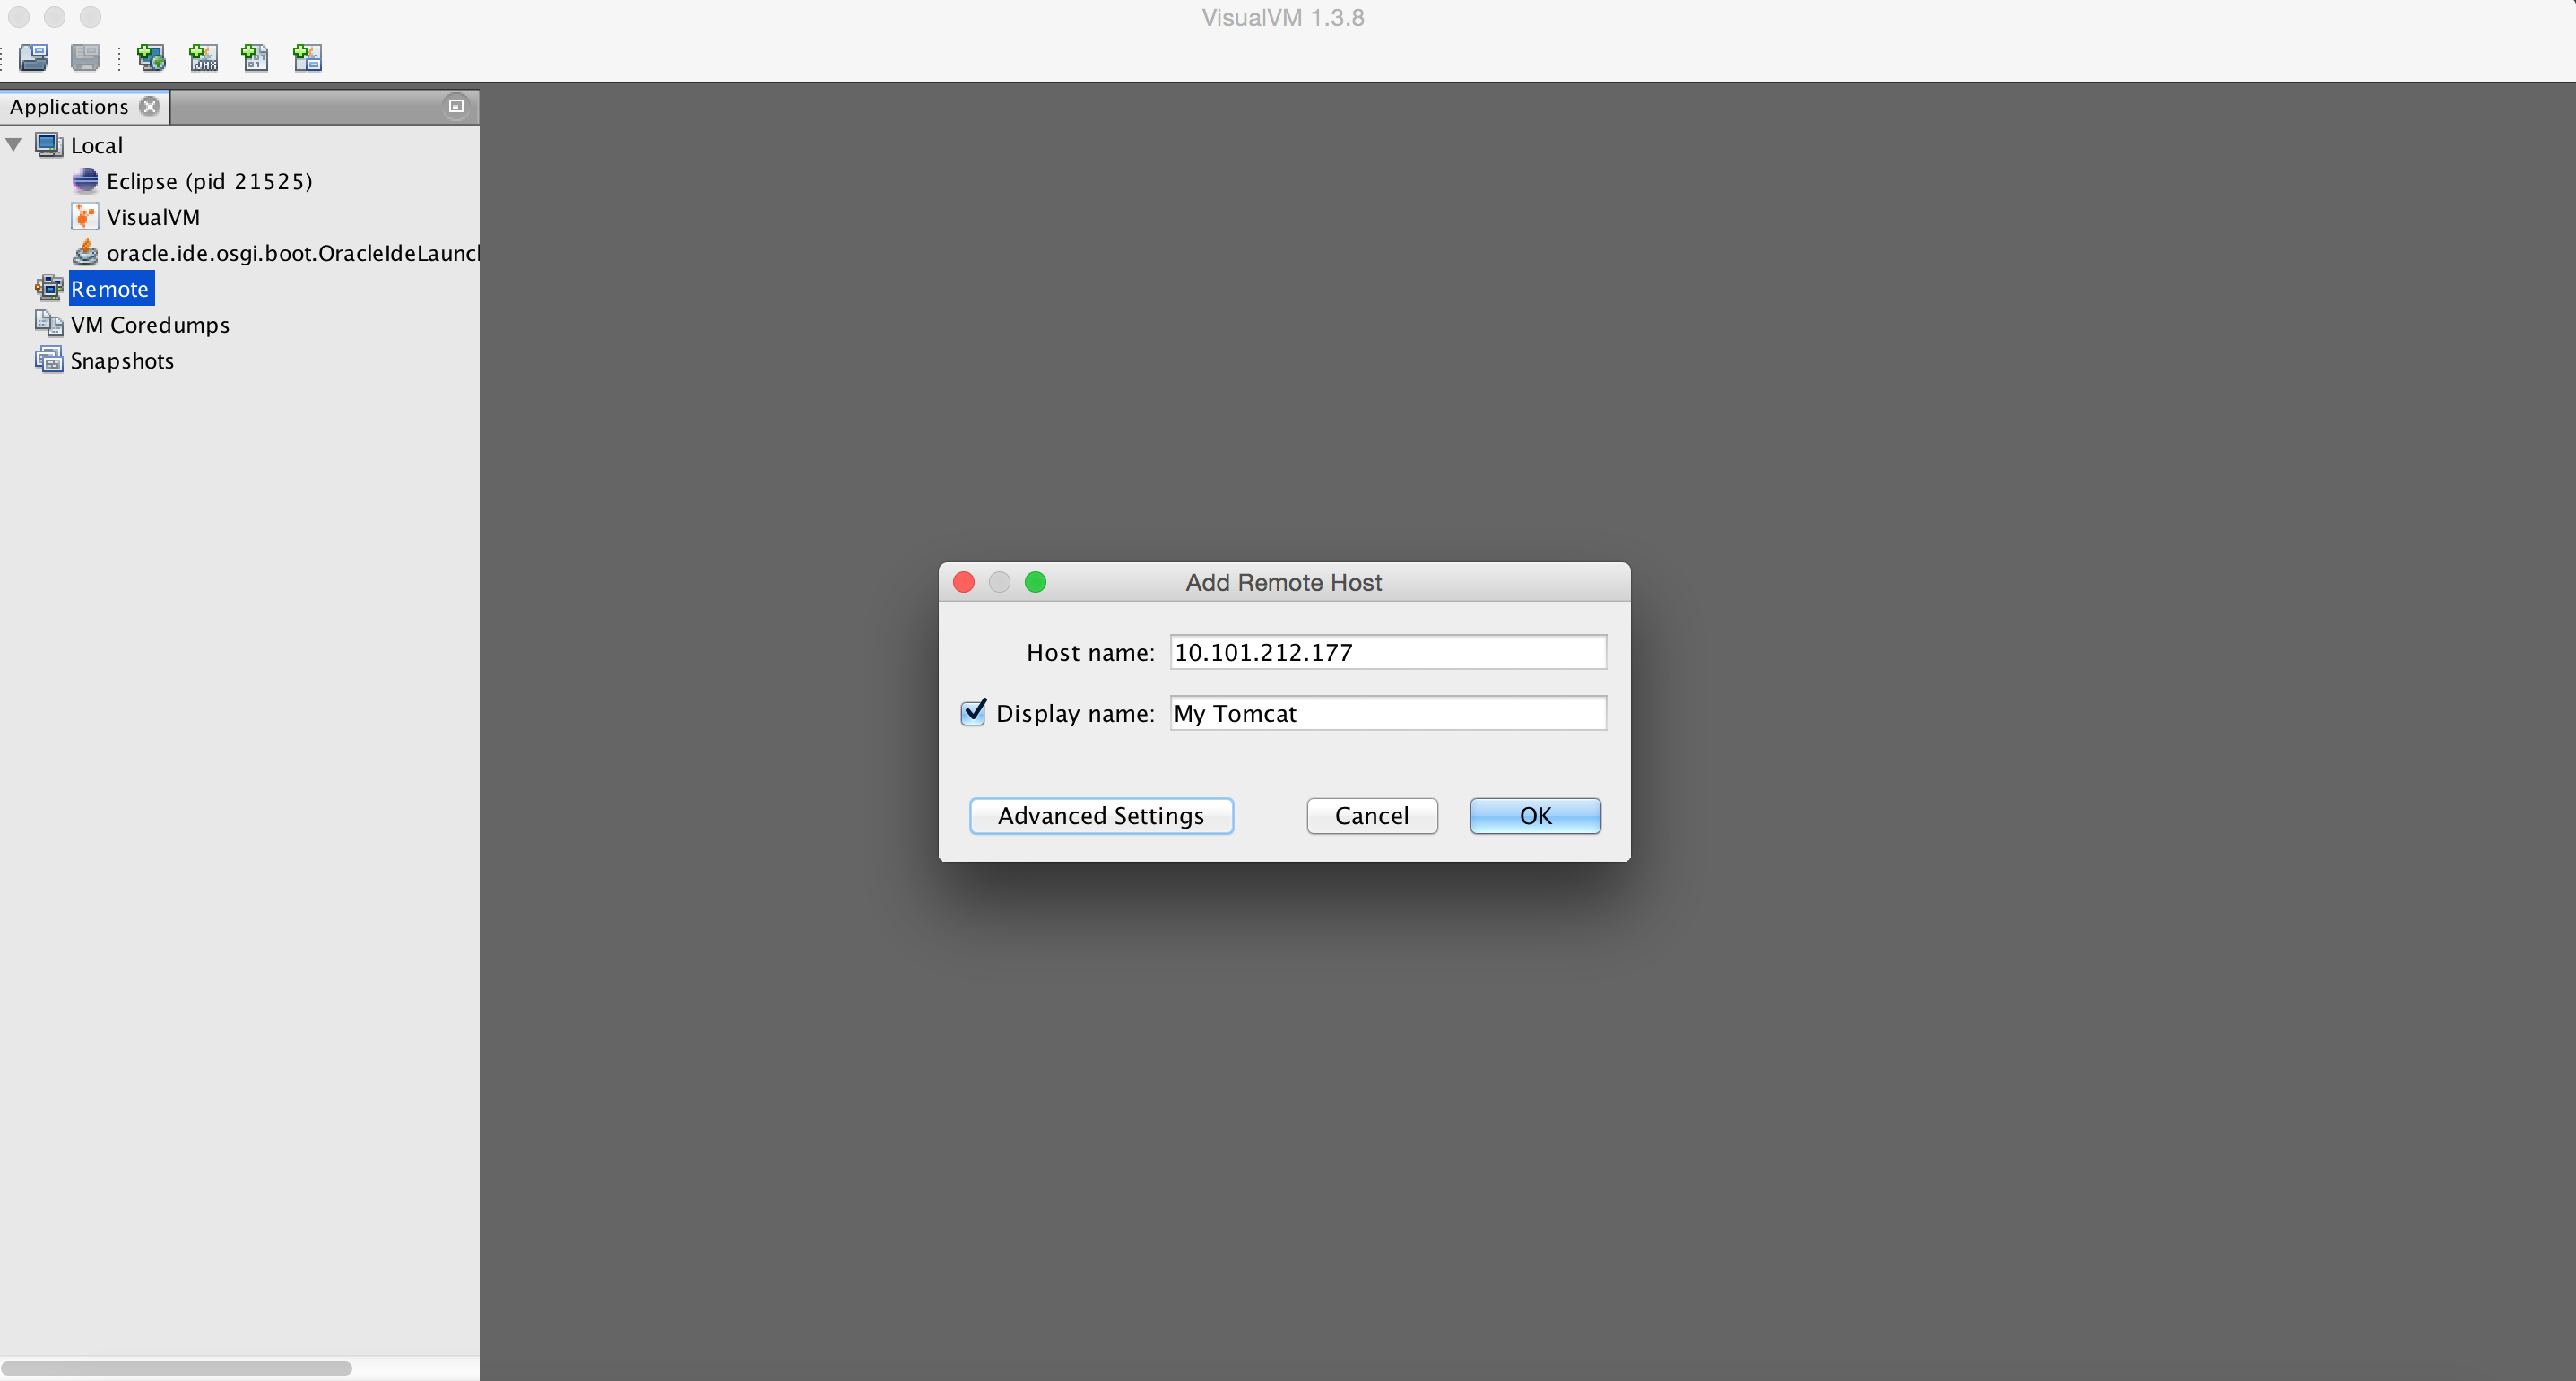 VisualVM 1.3.8
Applications
Local
Eclipse (pid 21525)
VisualVM
oracle.ide.osgi.boot.OracleIdeLaunc
Remote
VM Coredumps
Snapshots
Add Remote Host
Host name: 10.101.212.177
Display name: My Tomcat
Advanced Settings Cancel OK